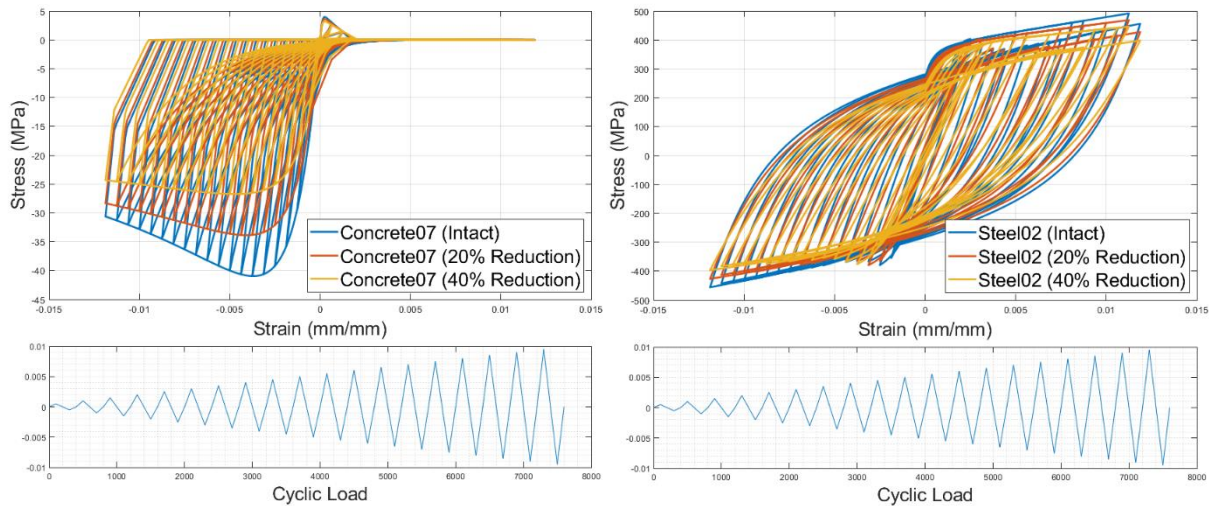 5
0
-5
-10
-15
-20
-25
-30
-35
-40
-45
Stress (MPa)
Concrete07 (Intact)
Concrete07 (20% Reduction)
Concrete07 (40% Reduction)
-0.015 -0.01 -0.005 0 0.005 0.01 0.015
Strain (mm/mm)
500
400
300
200
100
0
-100
-200
-300
-400
-500
Stress (MPa)
Steel02 (Intact)
Steel02 (20% Reduction)
Steel02 (40% Reduction)
-0.015 -0.01 -0.005 0 0.005 0.01 0.015
Strain (mm/mm)
0.01
0.005
0
-0.005
-0.01
0 1000 2000 3000 4000 5000 6000 7000 8000
Cyclic Load
0.01
0.005
0
-0.005
-0.01
0 1000 2000 3000 4000 5000 6000 7000 8000
Cyclic Load